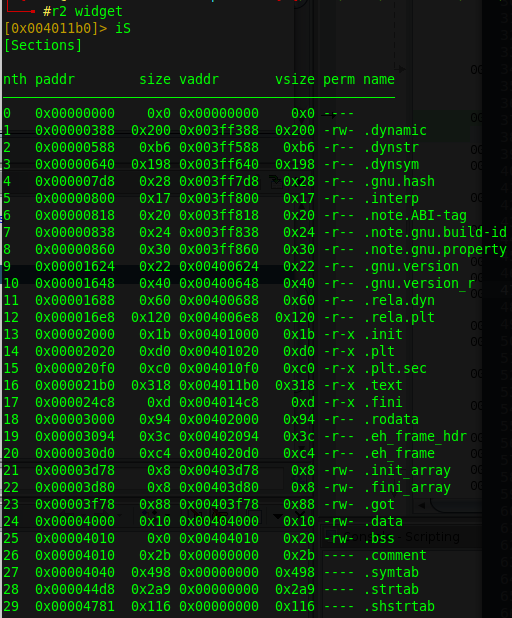 #r2 widget
[0x004011b0]> iS
[Sections]
nth paddr size vaddr vsize perm name
0 0x00000000 0x0 0x00000000 0x0 ----
1 0x00000388 0x200 0x003ff388 0x200 -rw- .dynamic
2 0x00000588 0xb6 0x003ff588 0xb6 -r-- .dynstr
3 0x00000640 0x198 0x003ff640 0x198 -r-- .dynsym
4 0x000007d8 0x28 0x003ff7d8 0x28 -r-- .gnu.hash
5 0x00000800 0x17 0x003ff800 0x17 -r-- .interp
6 0x00000818 0x20 0x003ff818 0x20 -r-- .note.ABI-tag
7 0x00000838 0x24 0x003ff838 0x24 -r-- .note.gnu.build-id
8 0x00000860 0x30 0x003ff860 0x30 -r-- .note.gnu.property
9 0x00001624 0x22 0x00400624 0x22 -r-- .gnu.version
10 0x00001648 0x40 0x00400648 0x40 -r-- .gnu.version_r
11 0x00001688 0x60 0x00400688 0x60 -r-- .rela.dyn
12 0x000016e8 0x120 0x004006e8 0x120 -r-- .rela.plt
13 0x00002000 0x1b 0x00401000 0x1b -r-x .init
14 0x00002020 0xd0 0x00401020 0xd0 -r-x .plt
15 0x000020f0 0xc0 0x004010f0 0xc0 -r-x .plt.sec
16 0x000021b0 0x318 0x004011b0 0x318 -r-x .text
17 0x000024c8 0xd 0x004014c8 0xd -r-x .fini
18 0x00003000 0x94 0x00402000 0x94 -r-- .rodata
19 0x00003094 0x3c 0x00402094 0x3c -r-- .eh_frame_hdr
20 0x000030d0 0xc4 0x004020d0 0xc4 -r-- .eh_frame
21 0x00003d78 0x8 0x00403d78 0x8 -rw- .init_array
22 0x00003d80 0x8 0x00403d80 0x8 -rw- .fini_array
23 0x00003f78 0x88 0x00403f78 0x88 -rw- .got
24 0x00004000 0x10 0x00404000 0x10 -rw- .data
25 0x00004010 0x0 0x00404010 0x20 -rw- .bss
26 0x00004010 0x2b 0x00000000 0x2b ---- .comment
27 0x00004040 0x498 0x00000000 0x498 ---- .symtab
28 0x000044d8 0x2a9 0x00000000 0x2a9 ---- .strtab
29 0x00004781 0x116 0x00000000 0x116 ---- .shstrtab